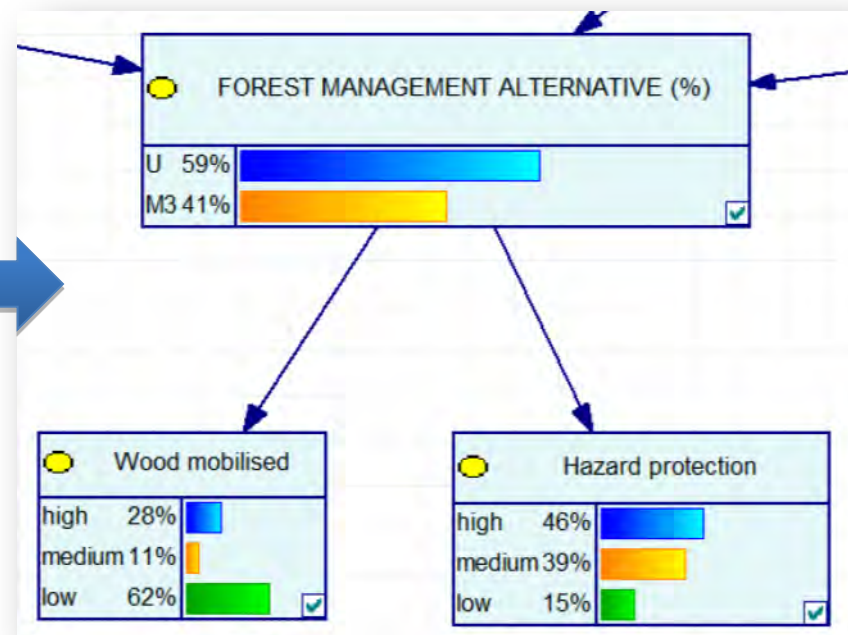 FOREST MANAGEMENT ALTERNATIVE (%)
U 59%
M3 41%
Wood mobilised
high 28%
medium 11%
low 62%
Hazard protection
high 46%
medium 39%
low 15%